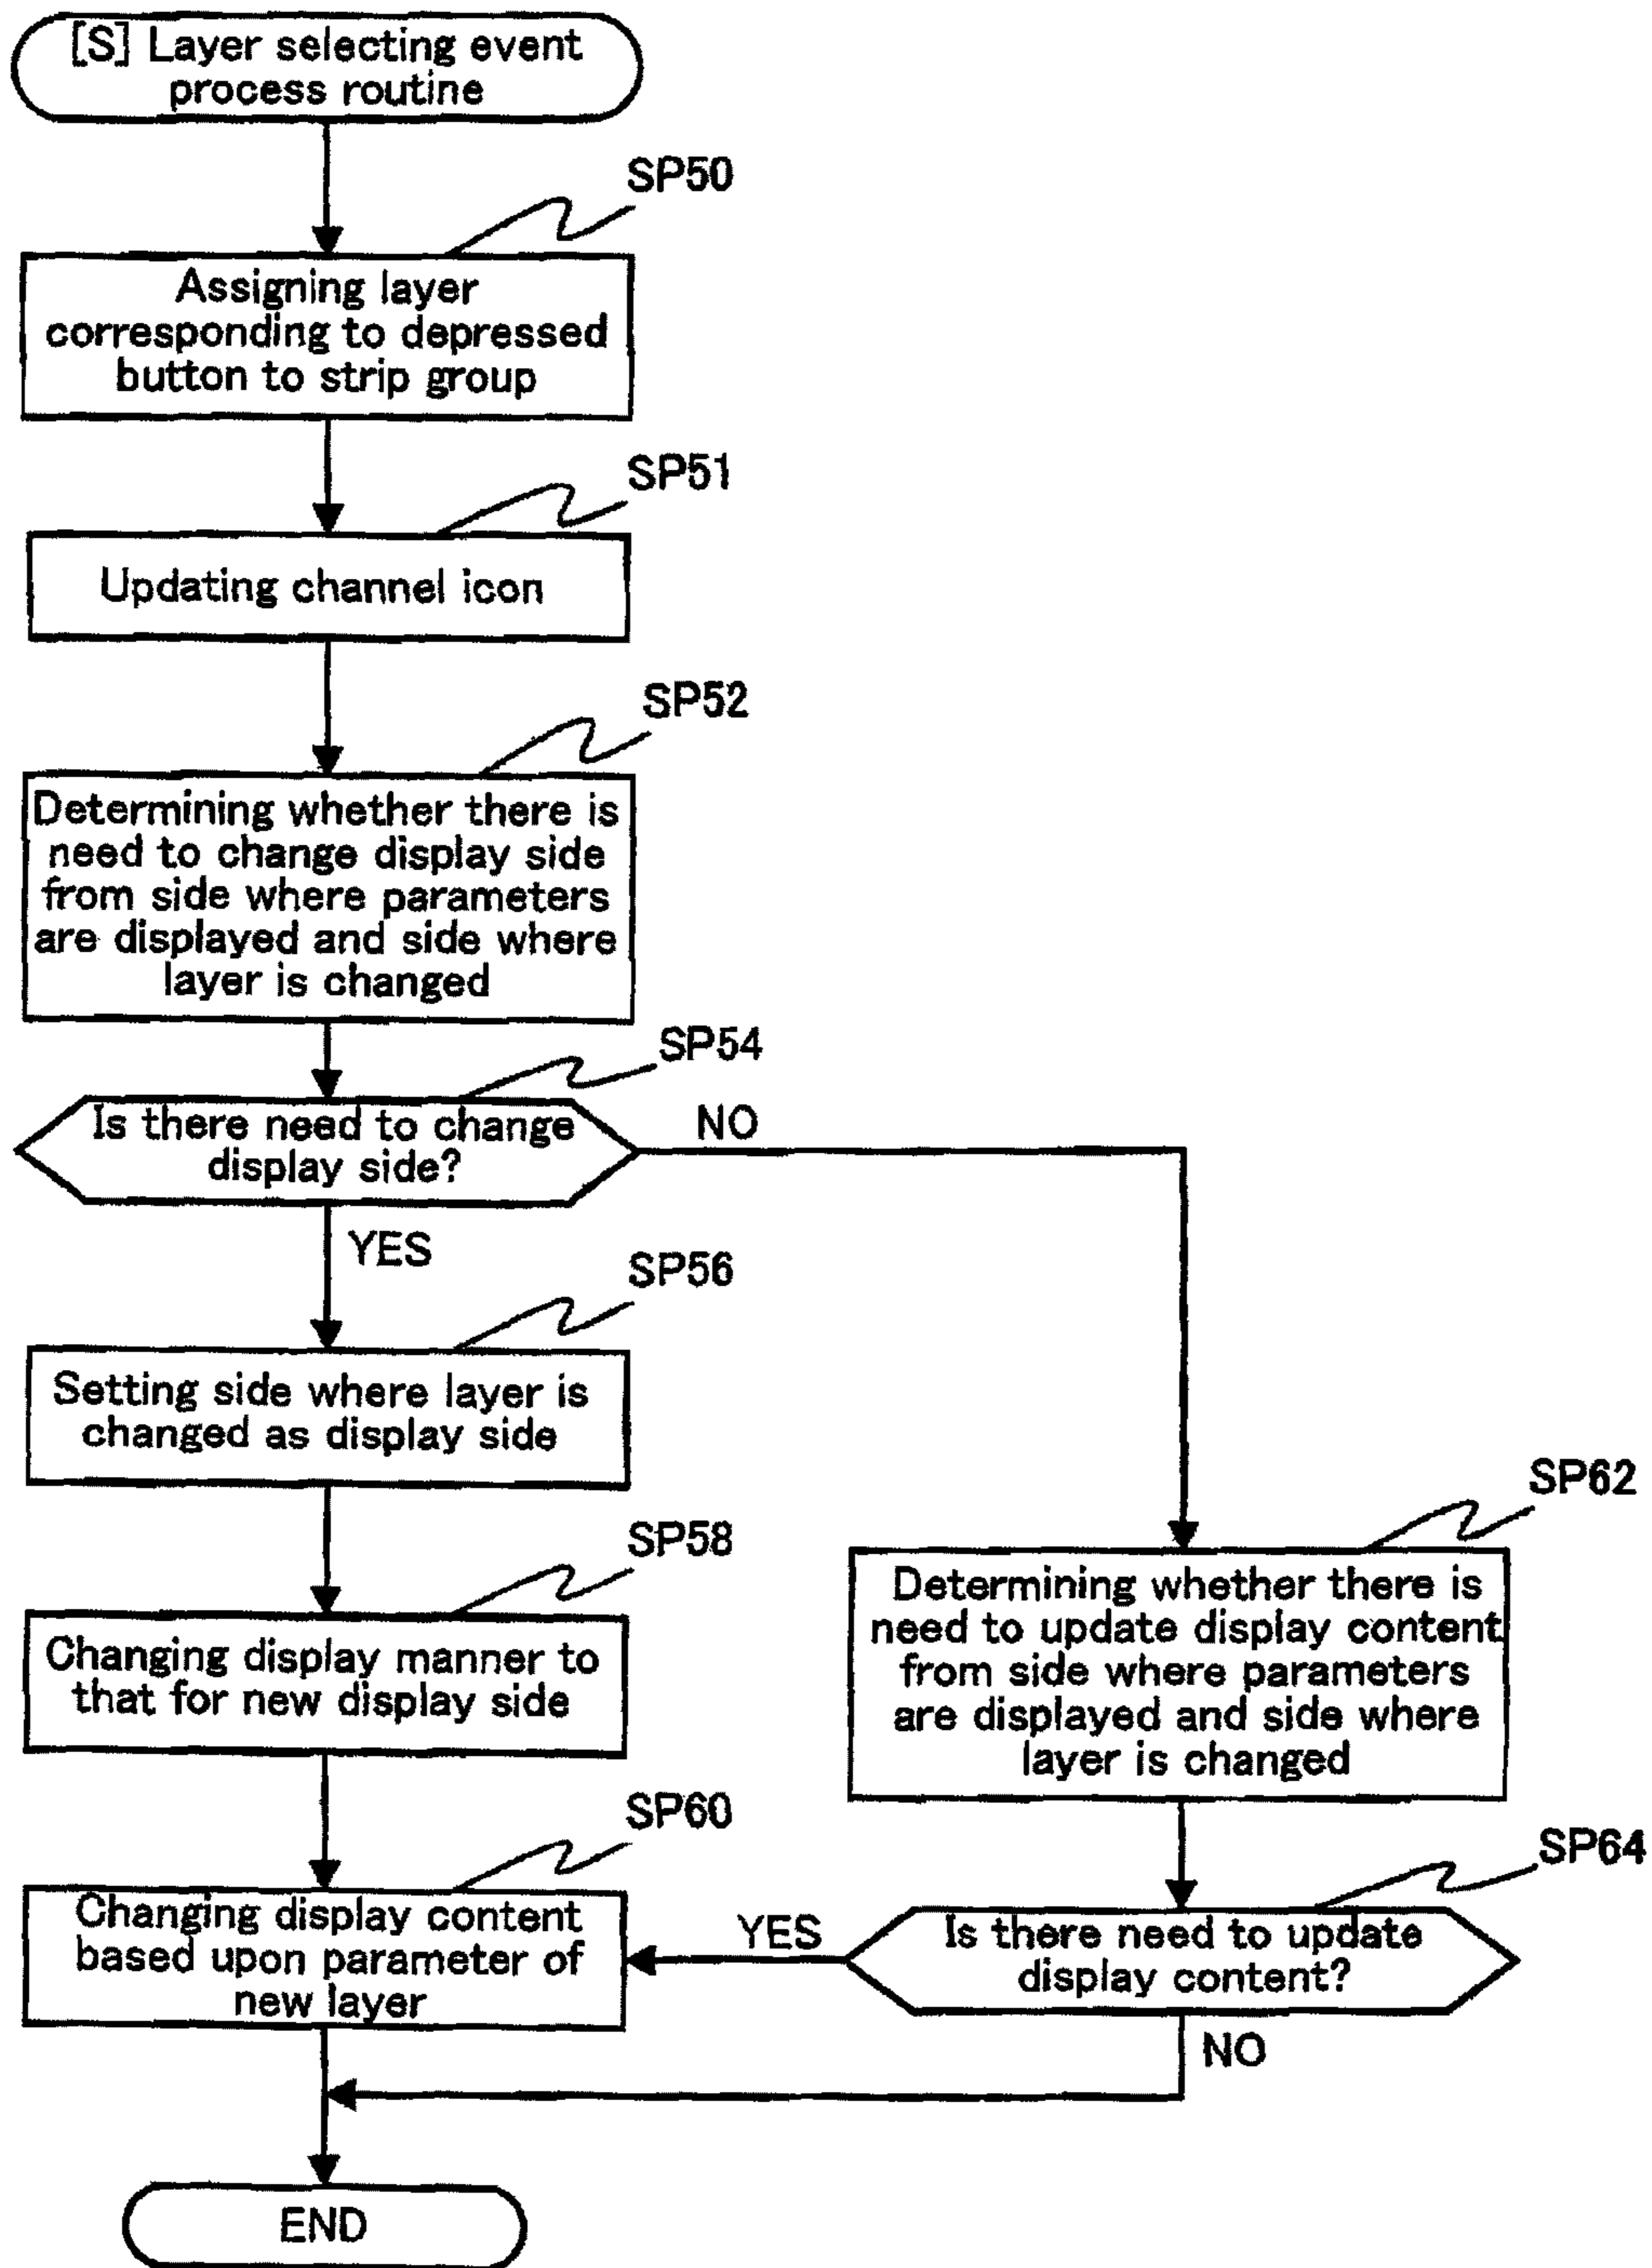 [S] Layer selecting event
process routine
SP50
Assigning layer
corresponding to depressed
button to strip group
SP51
Updating channel icon
SP52
Determining whether there is
need to change display side
from side where parameters
are displayed and side where
layer is changed
SP54
Is there need to change
display side?
NO
YES
SP56
Setting side where layer is
changed as display side
SP58
Changing display manner to
that for new display side
SP60
Changing display content
based upon parameter of
new layer
SP62
Determining whether there is
need to update display content
from side where parameters
are displayed and side where
layer is changed
SP64
Is there need to update
display content?
YES
NO
END